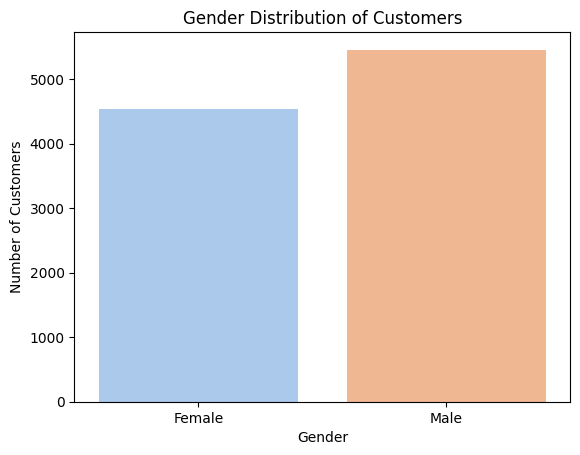 Gender Distribution of Customers
Number of Customers
5000
4000
3000
2000
1000
0
Female
Male
Gender